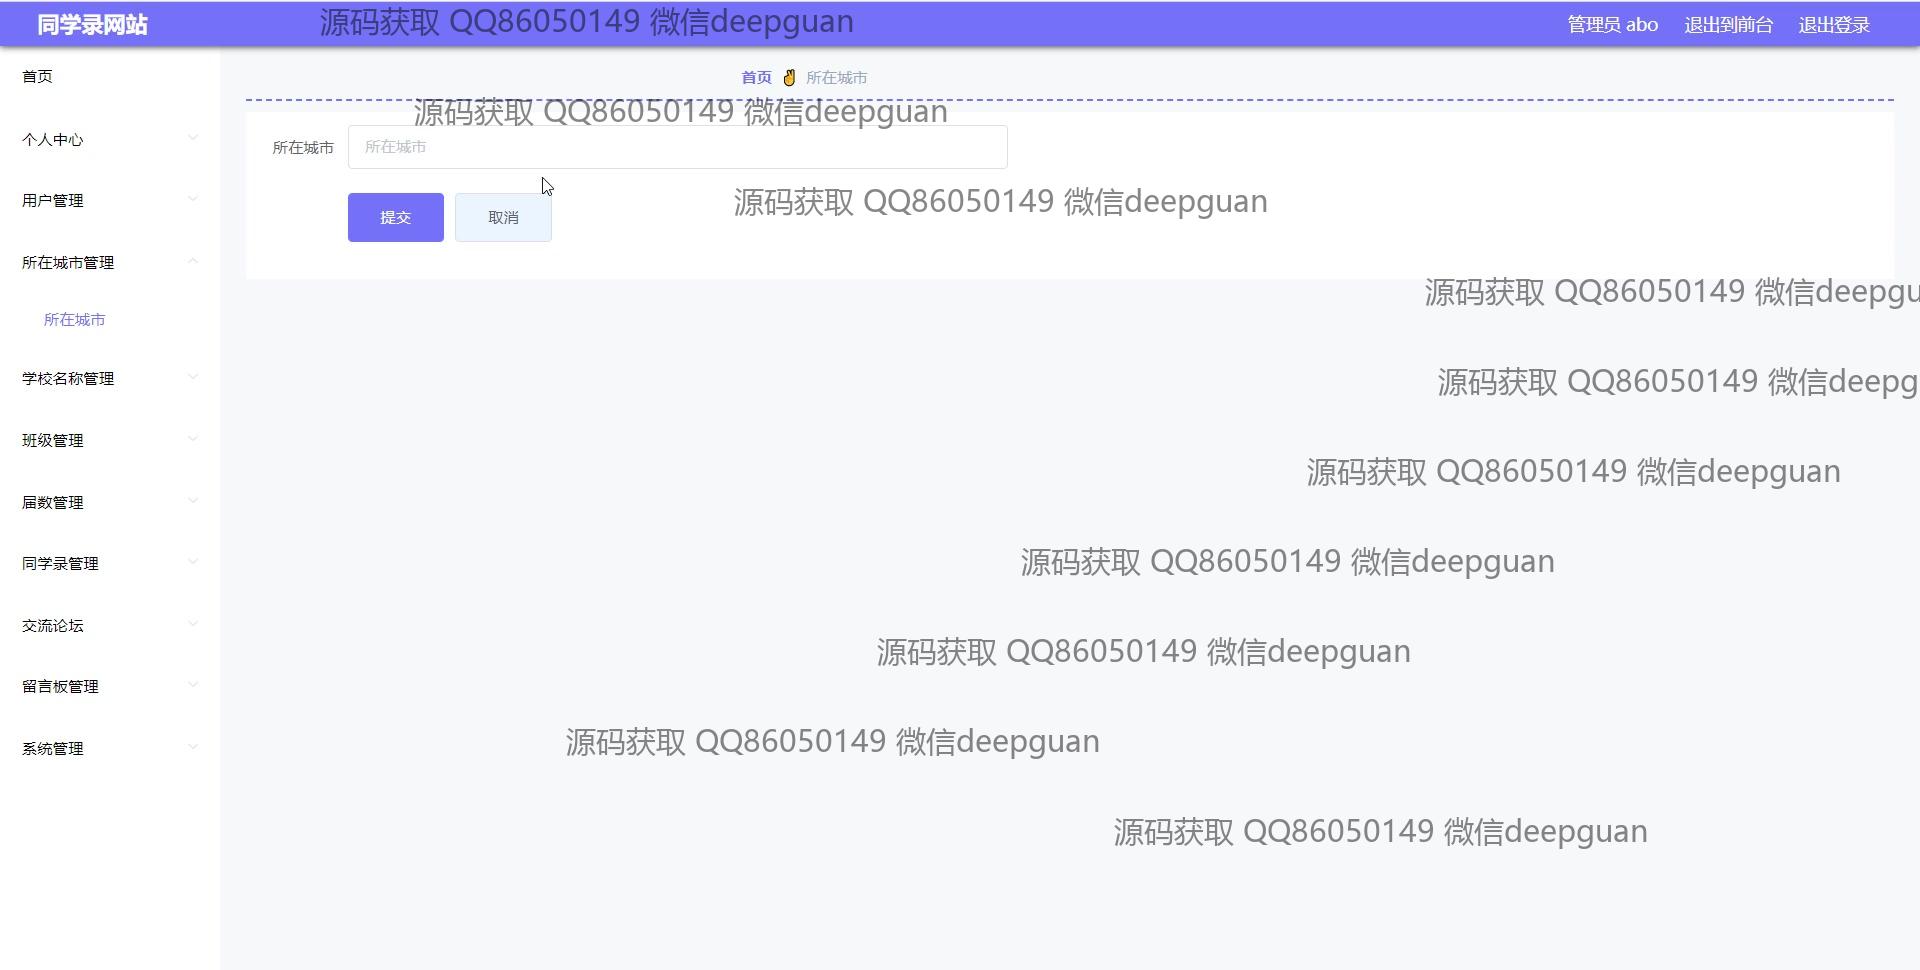 同学录网站
源码获取 QQ86050149 微信deepguan
管理员 abo 退出到前台 退出登录
首页
首页 ✌ 所在城市
源码获取 QQ86050149 微信deepguan
个人中心
所在城市 所在城市
用户管理
源码获取 QQ86050149 微信deepguan
提交 取消
所在城市管理
源码获取 QQ86050149 微信deepgu
所在城市
学校名称管理
源码获取 QQ86050149 微信deepg
班级管理
源码获取 QQ86050149 微信deepguan
届数管理
同学录管理
源码获取 QQ86050149 微信deepguan
交流论坛
源码获取 QQ86050149 微信deepguan
留言板管理
系统管理
源码获取 QQ86050149 微信deepguan
源码获取 QQ86050149 微信deepguan